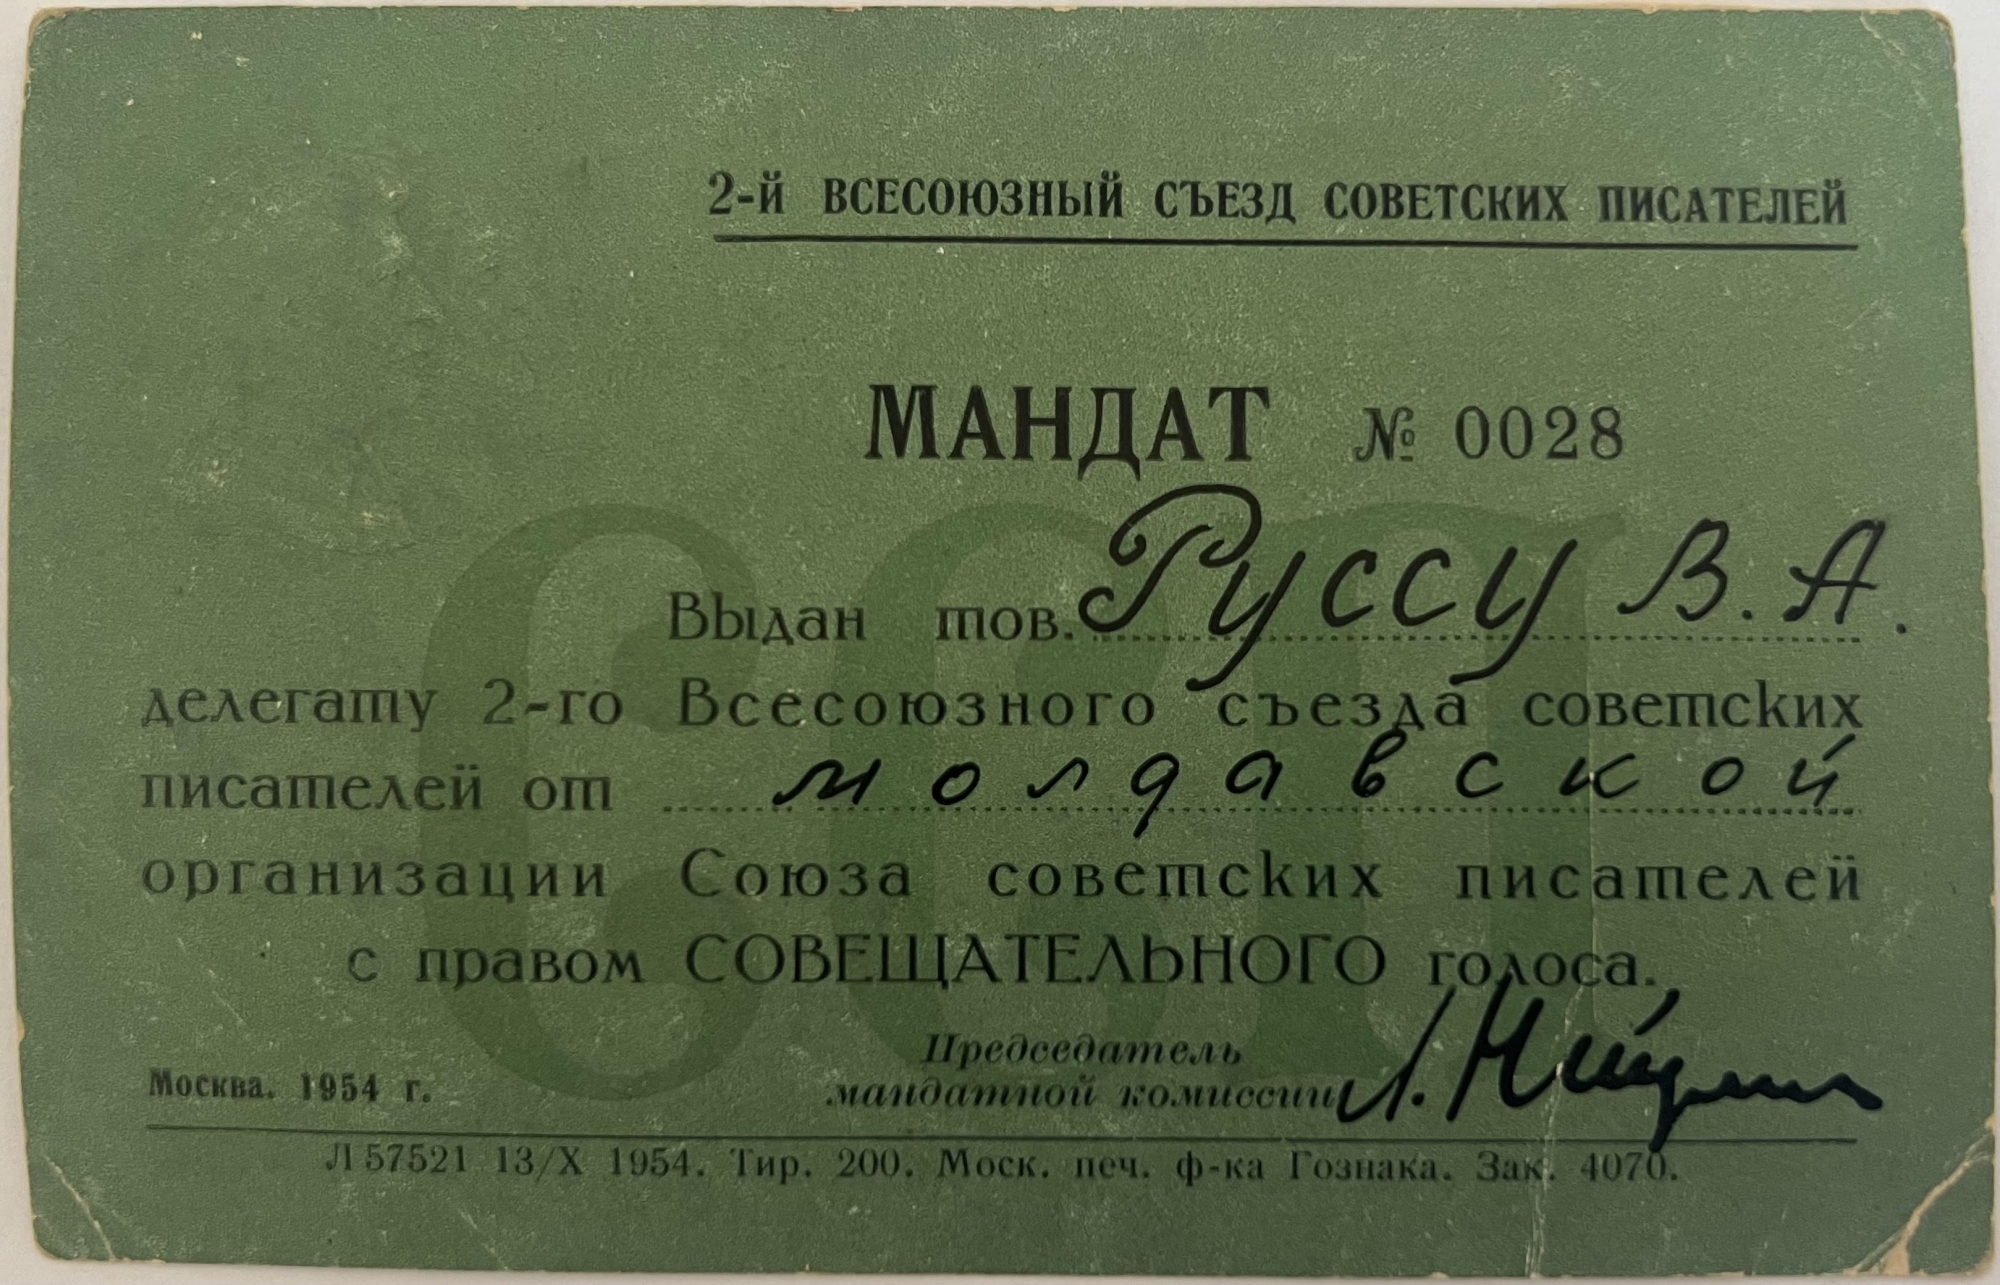 2-й ВСЕСОЮЗНЫЙ СЪЕЗД СОВЕТСКИХ ПИСАТЕЛЕЙ
МАНДАТ № 0028
ССП
Выдан тов. Руссу В. А.
делегату 2-го Всесоюзного съезда советских
писателей от молдавской
организации Союза советских писателей
с правом СОВЕЩАТЕЛЬНОГО голоса.
Председатель
мандатной комиссии Л.
Москва. 1954 г.
Л 57521 13/X 1954. Тир. 200. Моск. печ. ф-ка Гознака. Зак. 4070.